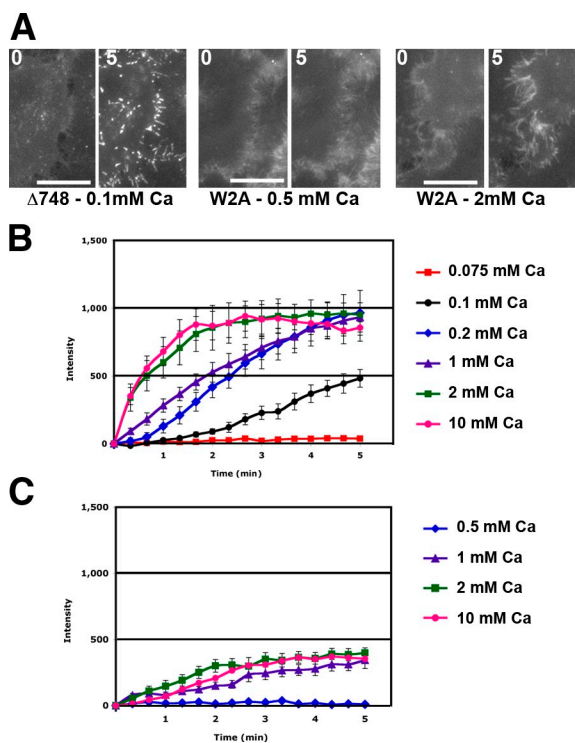 A
0 5 0 5 0 5
Δ748 - 0.1mM Ca W2A - 0.5 mM Ca W2A - 2mM Ca
B
1,500
1,000
500
0
Intensity
1 2 3 4 5
Time (min)
0.075 mM Ca
0.1 mM Ca
0.2 mM Ca
1 mM Ca
2 mM Ca
10 mM Ca
C
1,500
1,000
500
0
Intensity
1 2 3 4 5
Time (min)
0.5 mM Ca
1 mM Ca
2 mM Ca
10 mM Ca